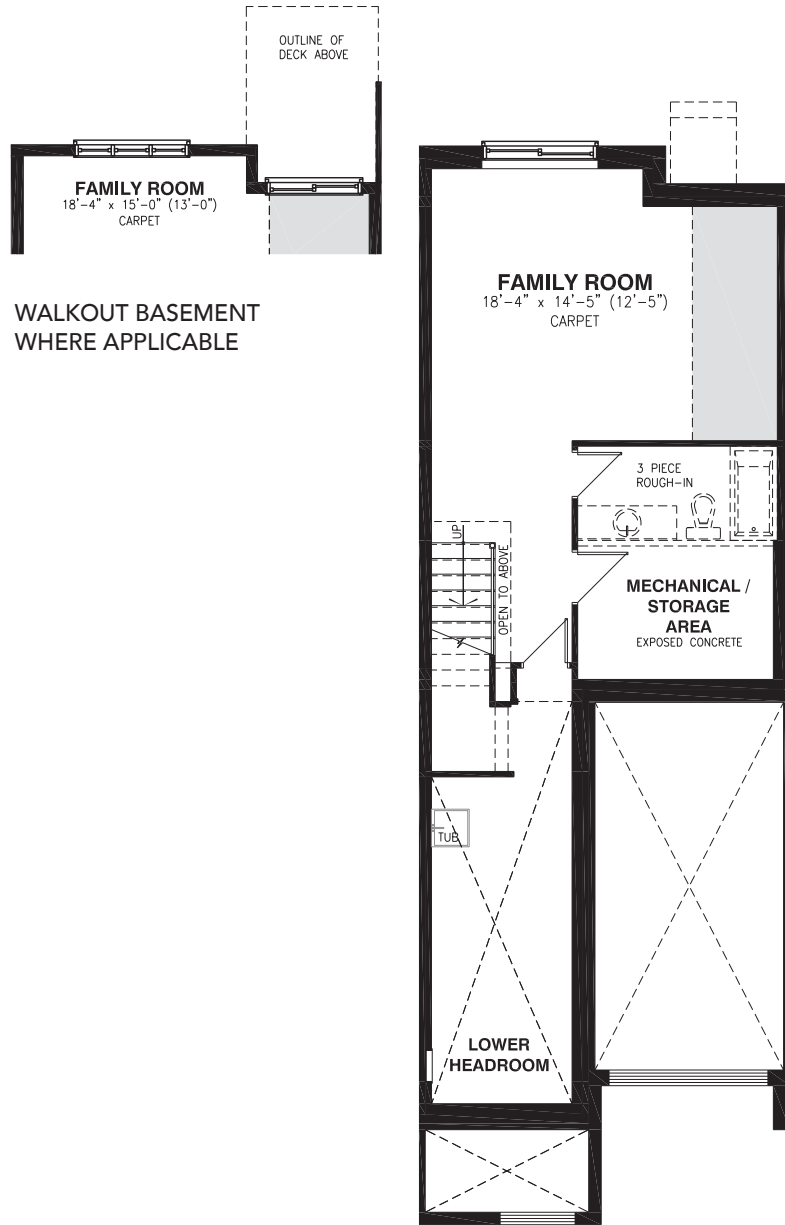 OUTLINE OF
DECK ABOVE
FAMILY ROOM
18'-4" x 15'-0" (13'-0")
CARPET
WALKOUT BASEMENT
WHERE APPLICABLE
FAMILY ROOM
18'-4" x 14'-5" (12'-5")
CARPET
3 PIECE
ROUGH-IN
UP
OPEN TO ABOVE
MECHANICAL /
STORAGE
AREA
EXPOSED CONCRETE
TUB
LOWER
HEADROOM